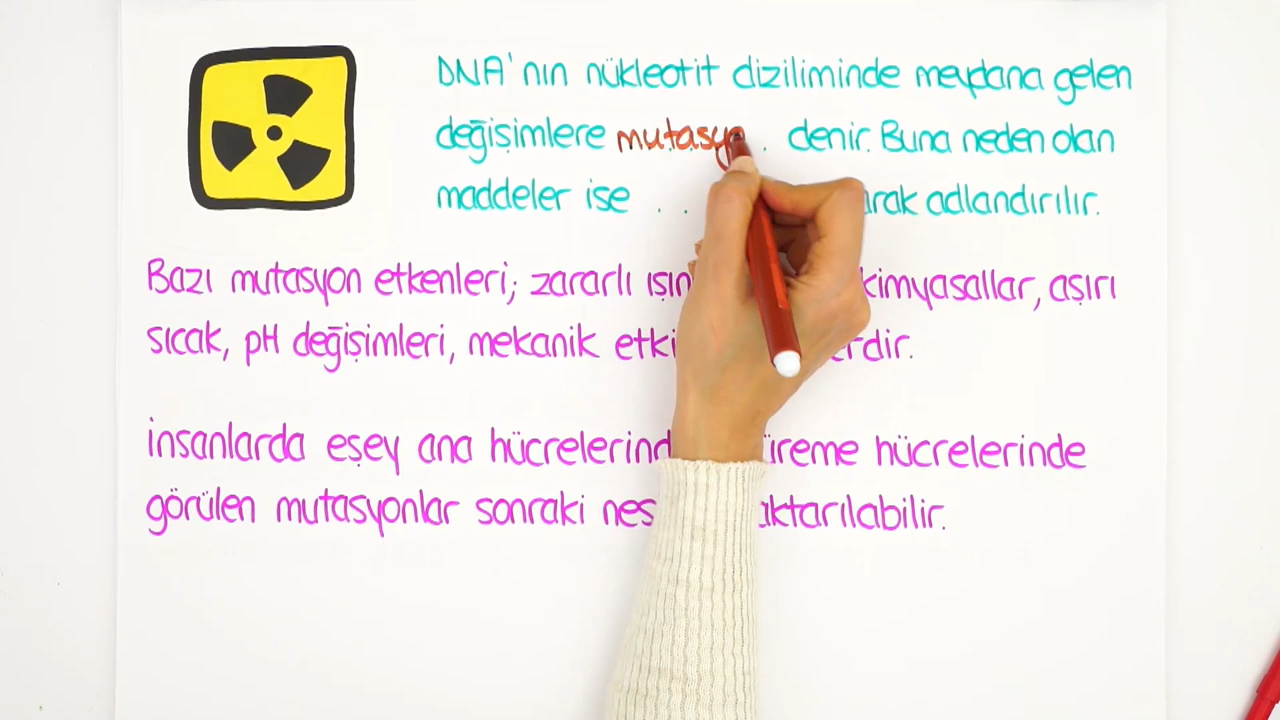 DNA'nın nükleotit diziliminde meydana gelen
değişimlere mutasyo . denir. Buna neden olan
maddeler ise . . arak adlandırılır.
Bazı mutasyon etkenleri; zararlı ışın kimyasallar, aşırı
sıcak, pH değişimleri, mekanik etki erdir.
insanlarda eşey ana hücrelerind üreme hücrelerinde
görülen mutasyonlar sonraki nes aktarılabilir.